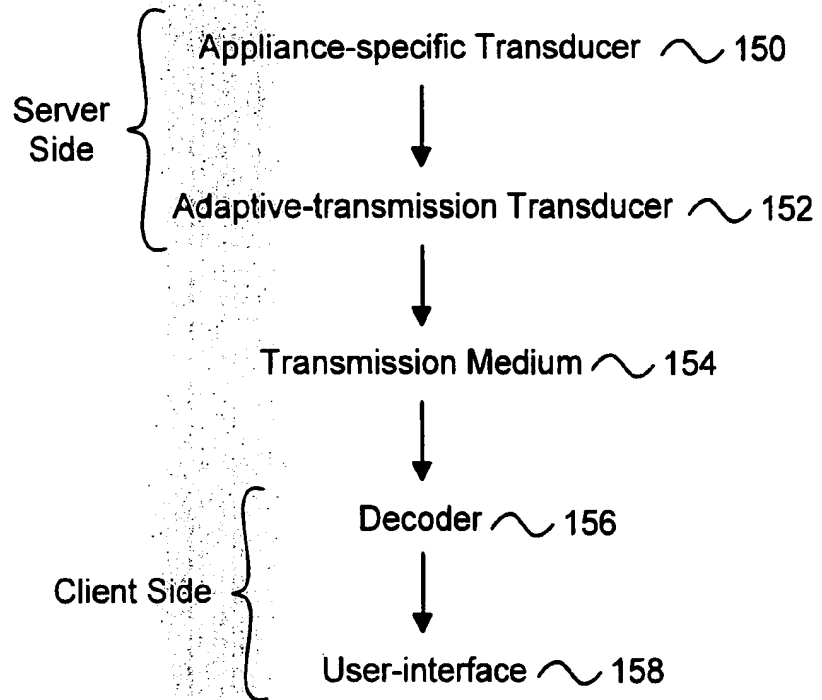 Appliance-specific Transducer 150
Server
Side
Adaptive-transmission Transducer 152
Transmission Medium 154
Decoder 156
Client Side
User-interface 158